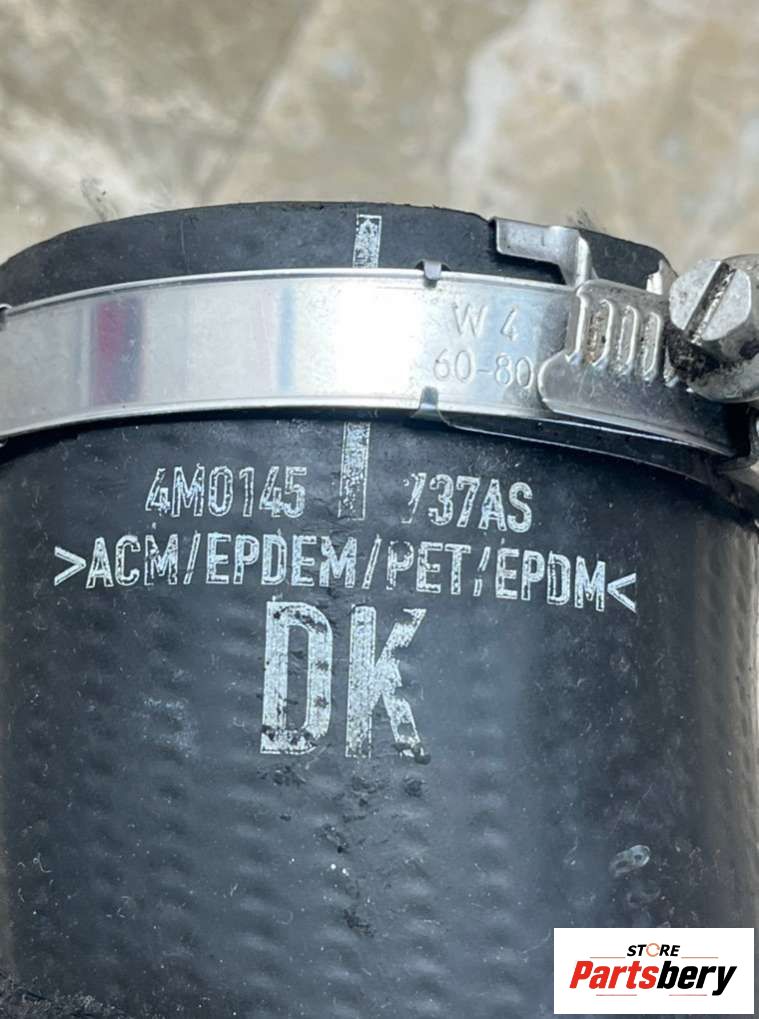 W 4
60-80
4M0145 737AS
>ACM/EPDEM/PET/EPDM<
DK
STORE
Partsbery